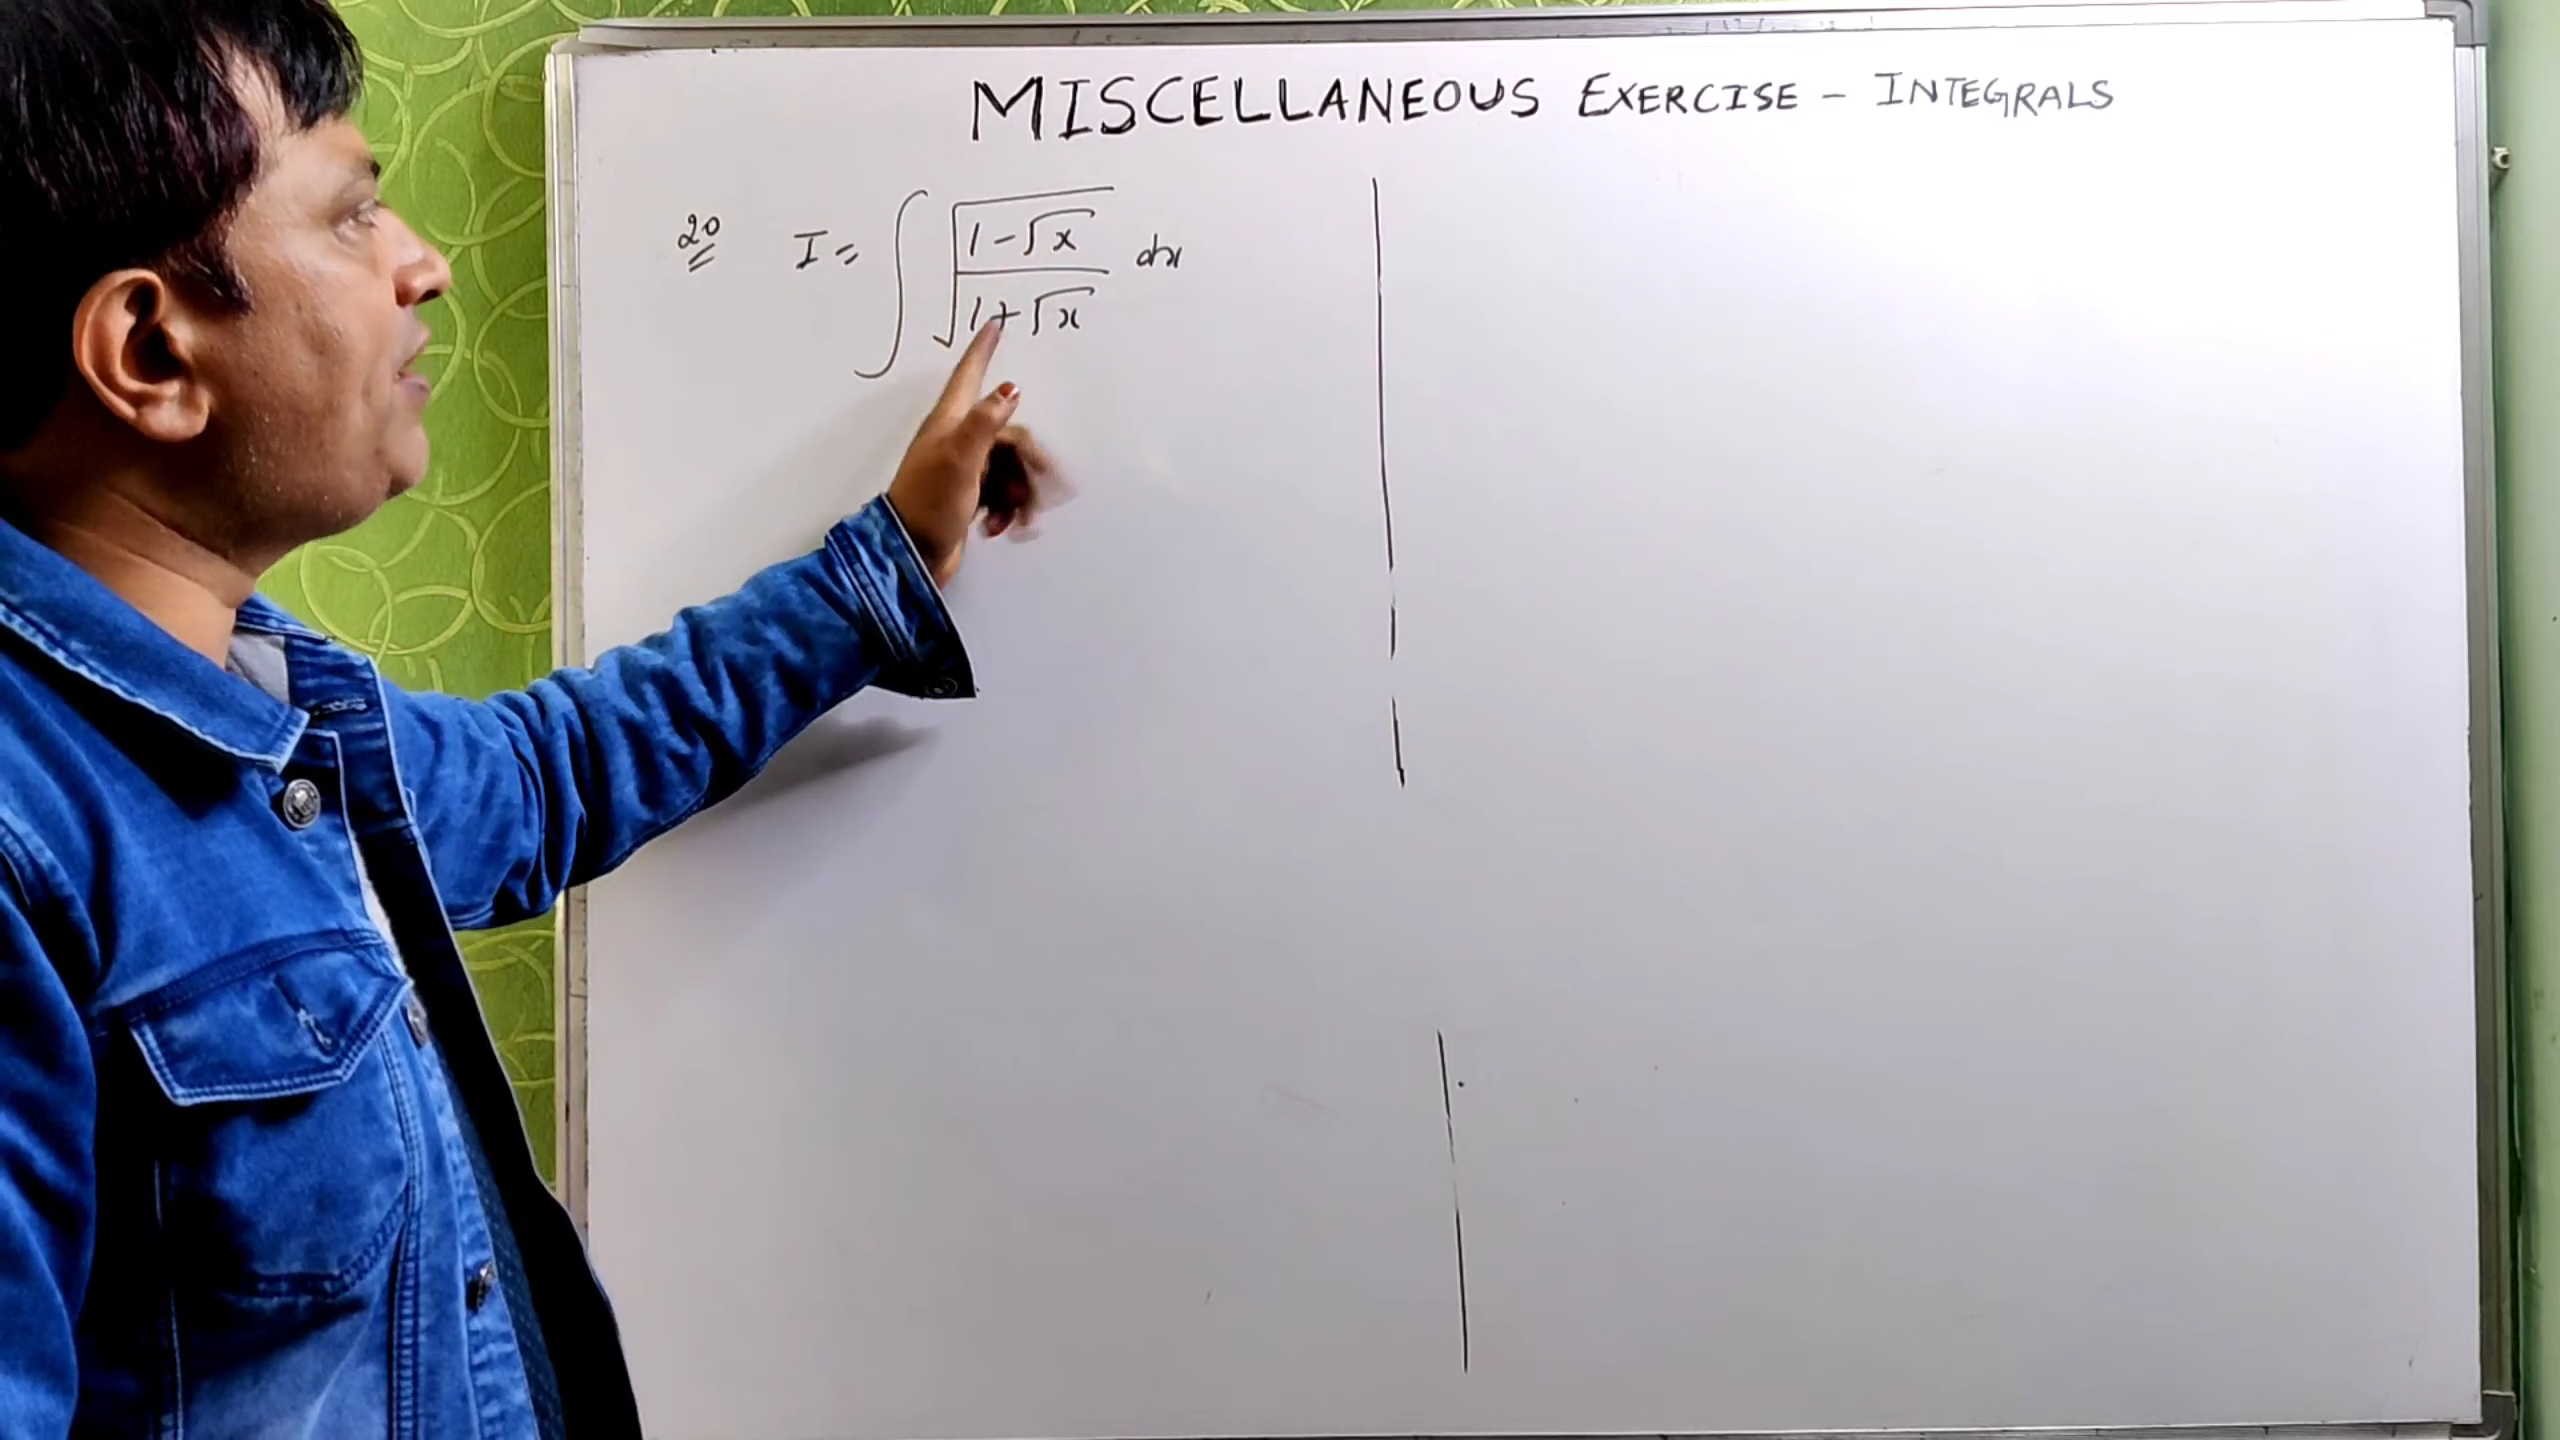 MISCELLANEOUS EXERCISE - INTEGRALS
20 I = ∫ √((1-√x)/(1+√x)) dx